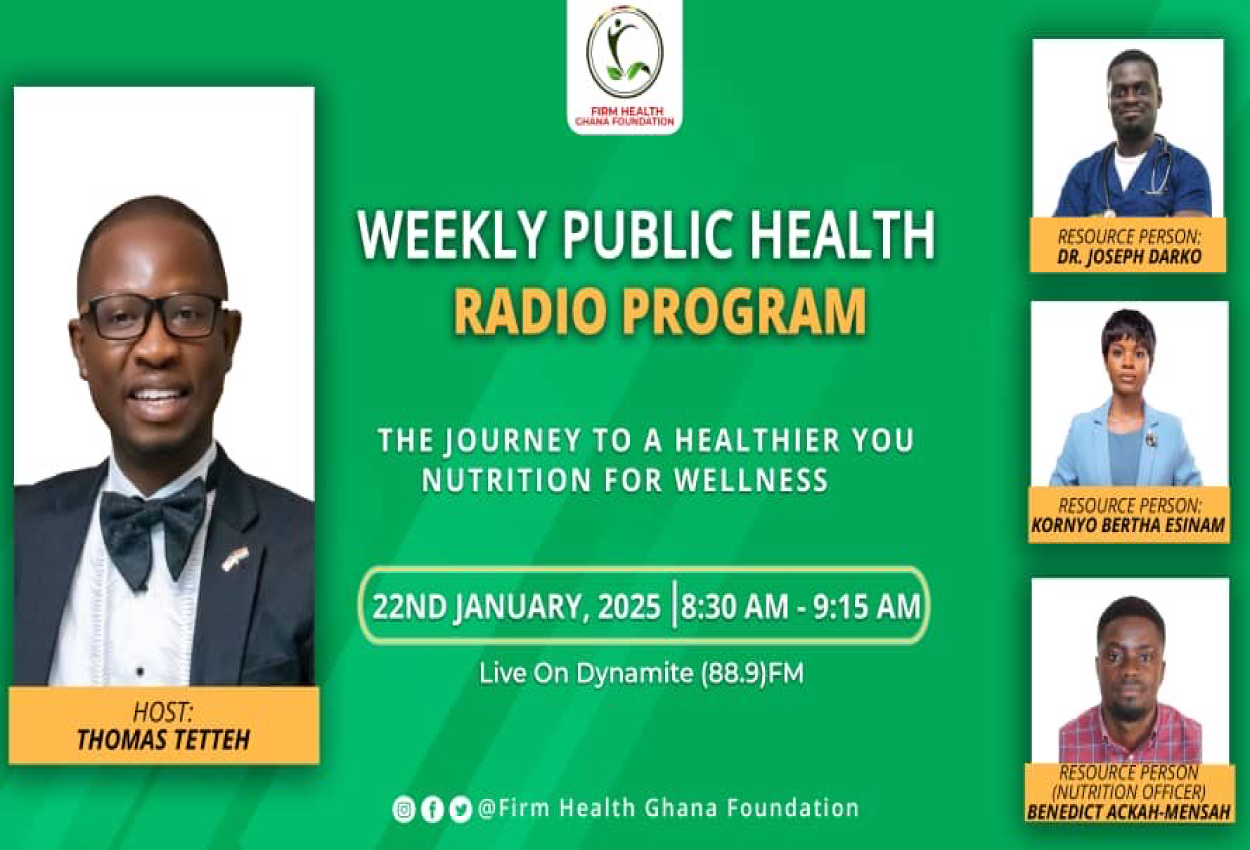 FIRM HEALTH
GHANA FOUNDATION
WEEKLY PUBLIC HEALTH
RADIO PROGRAM
THE JOURNEY TO A HEALTHIER YOU
NUTRITION FOR WELLNESS
22ND JANUARY, 2025 | 8:30 AM - 9:15 AM
Live On Dynamite (88.9)FM
@Firm Health Ghana Foundation
HOST:
THOMAS TETTEH
RESOURCE PERSON:
DR. JOSEPH DARKO
RESOURCE PERSON:
KORNYO BERTHA ESINAM
RESOURCE PERSON
(NUTRITION OFFICER)
BENEDICT ACKAH-MENSAH